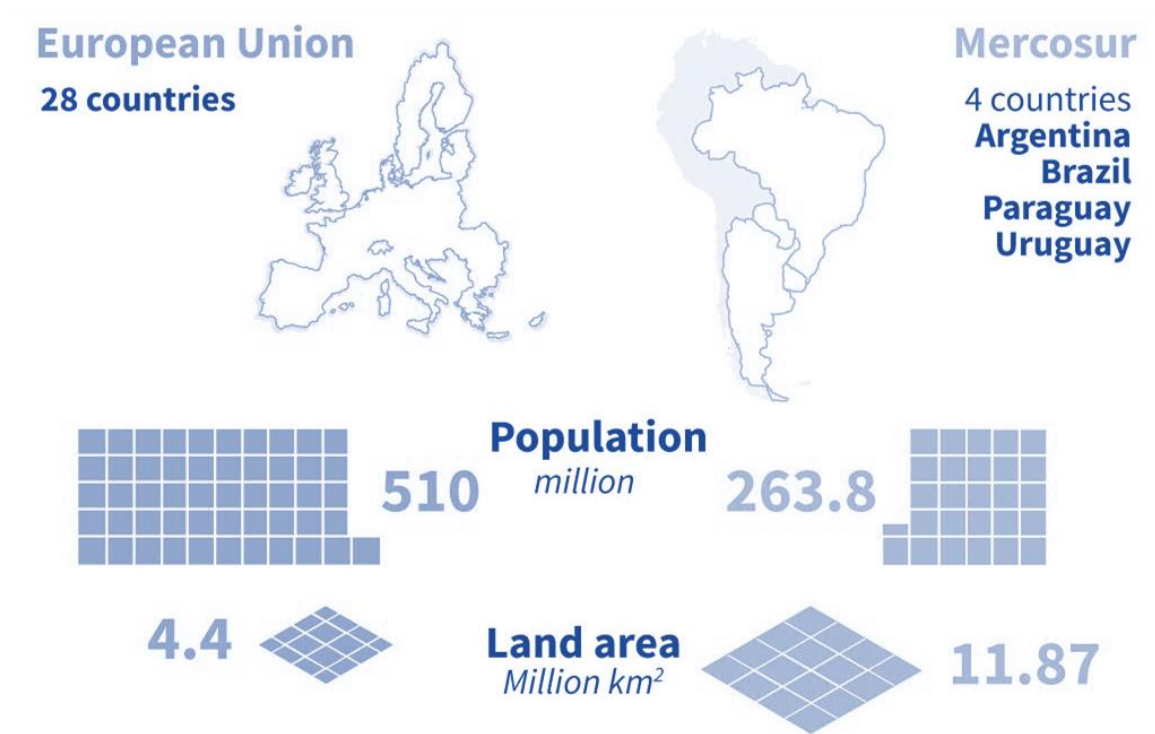 European Union
28 countries
Mercosur
4 countries
Argentina
Brazil
Paraguay
Uruguay
Population
million
510
263.8
Land area
Million km²
4.4
11.87